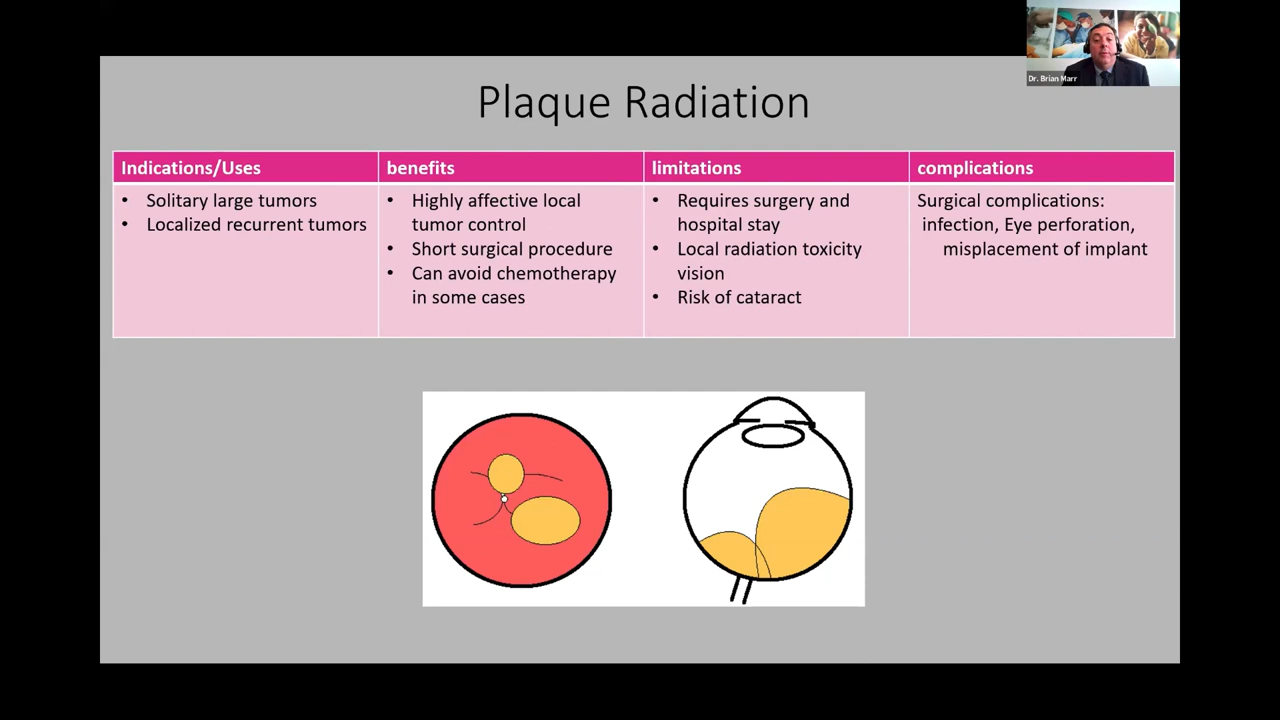 Dr. Brian Marr
Plaque Radiation
Indications/Uses
• Solitary large tumors
• Localized recurrent tumors
benefits
• Highly affective local
tumor control
• Short surgical procedure
• Can avoid chemotherapy
in some cases
limitations
• Requires surgery and
hospital stay
• Local radiation toxicity
vision
• Risk of cataract
complications
Surgical complications:
infection, Eye perforation,
misplacement of implant